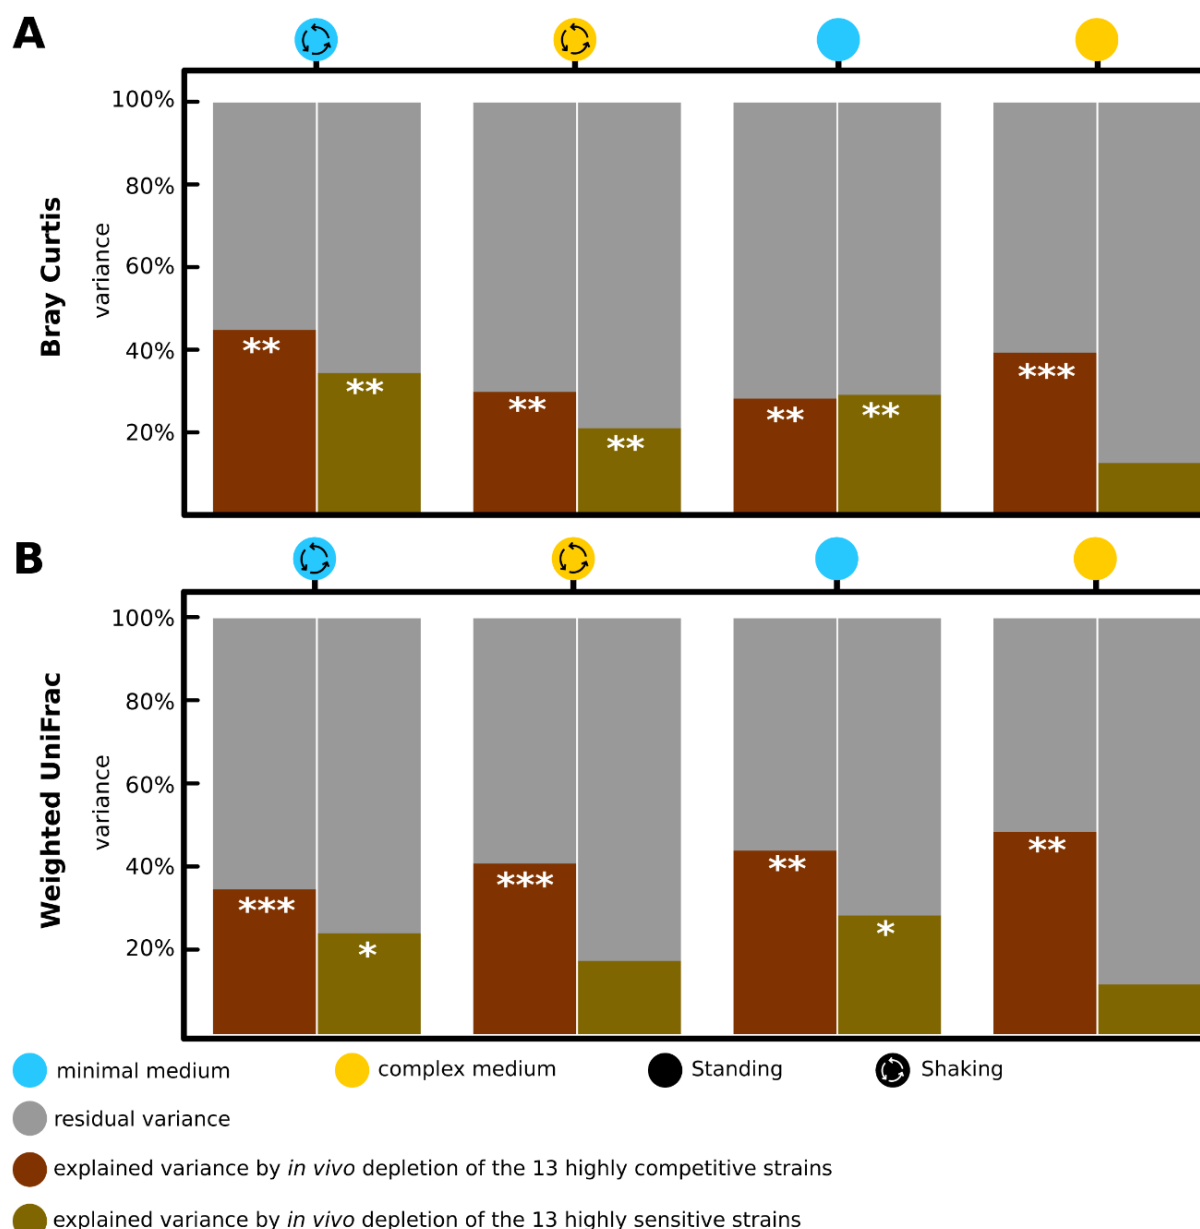 A
Bray Curtis
variance
100%
80%
60%
40%
20%
**
**
**
**
**
**
***
B
Weighted UniFrac
variance
100%
80%
60%
40%
20%
***
*
***
**
*
**
minimal medium
complex medium
Standing
Shaking
residual variance
explained variance by in vivo depletion of the 13 highly competitive strains
explained variance by in vivo depletion of the 13 highly sensitive strains